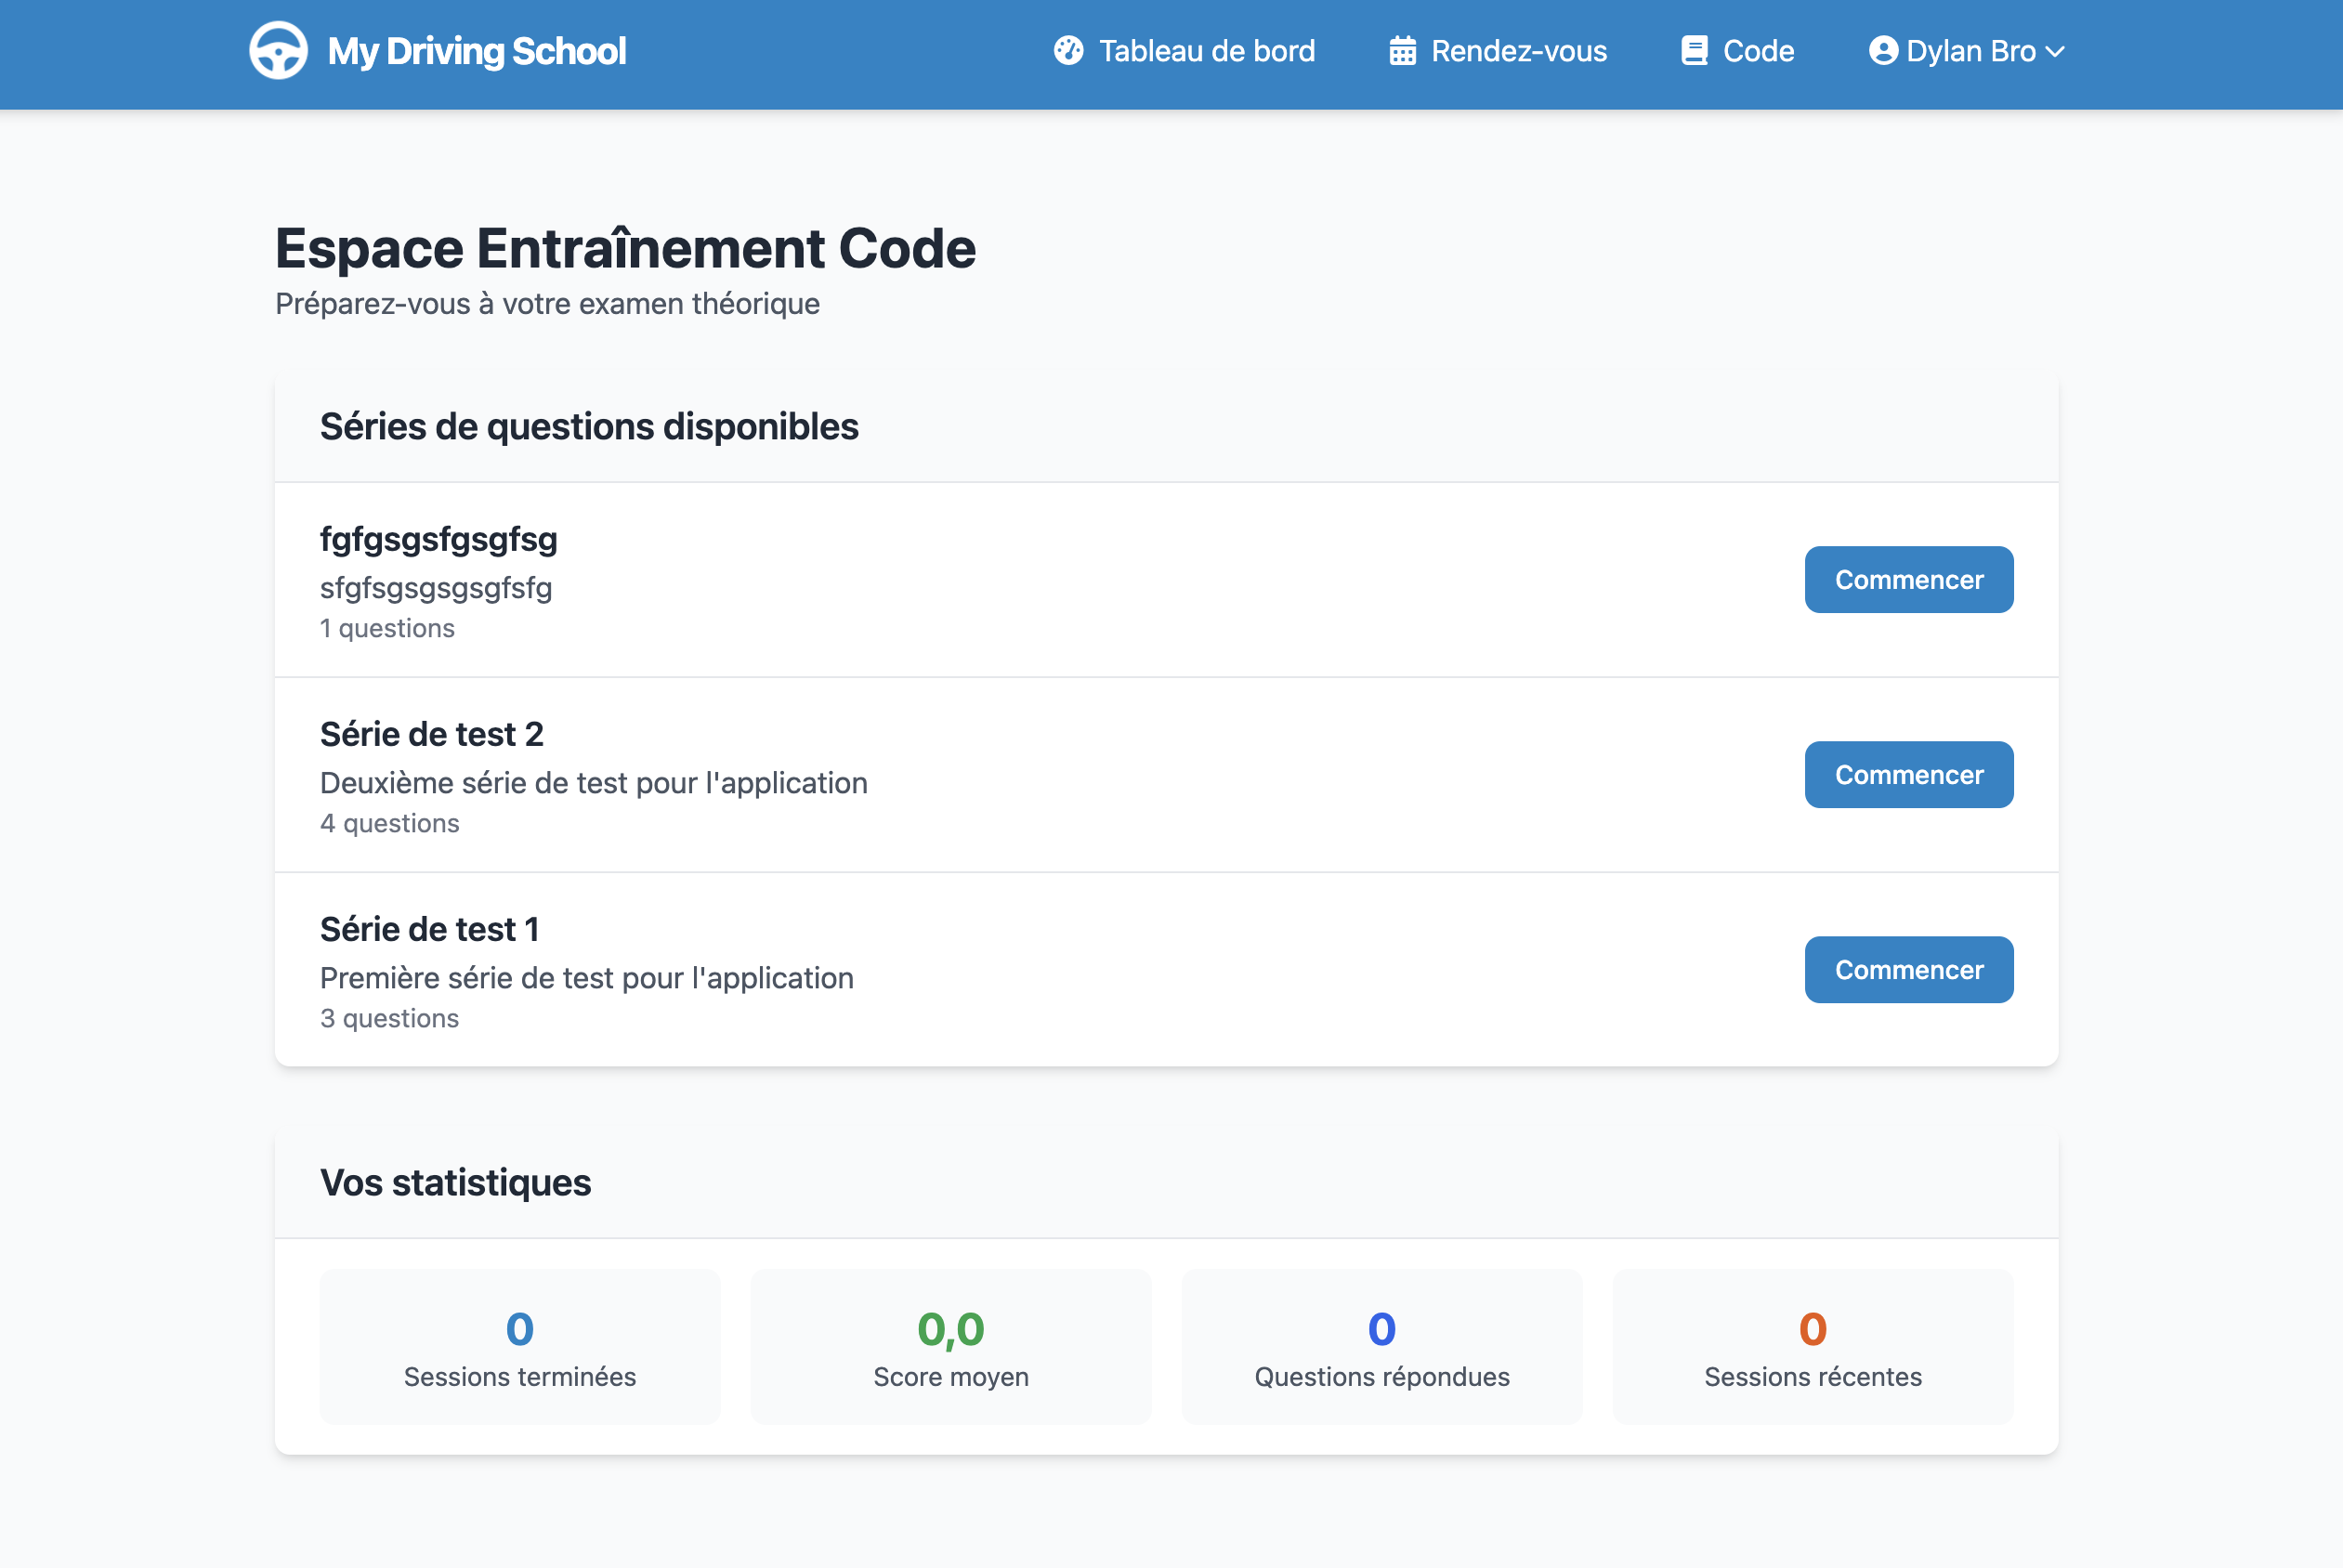 My Driving School
Tableau de bord
Rendez-vous
Code
Dylan Bro
Espace Entraînement Code
Préparez-vous à votre examen théorique
Séries de questions disponibles
fgfgsgsfgsgfsg
sfgfsgsgsgsgfsfg
1 questions
Commencer
Série de test 2
Deuxième série de test pour l'application
4 questions
Commencer
Série de test 1
Première série de test pour l'application
3 questions
Commencer
Vos statistiques
0
Sessions terminées
0,0
Score moyen
0
Questions répondues
0
Sessions récentes